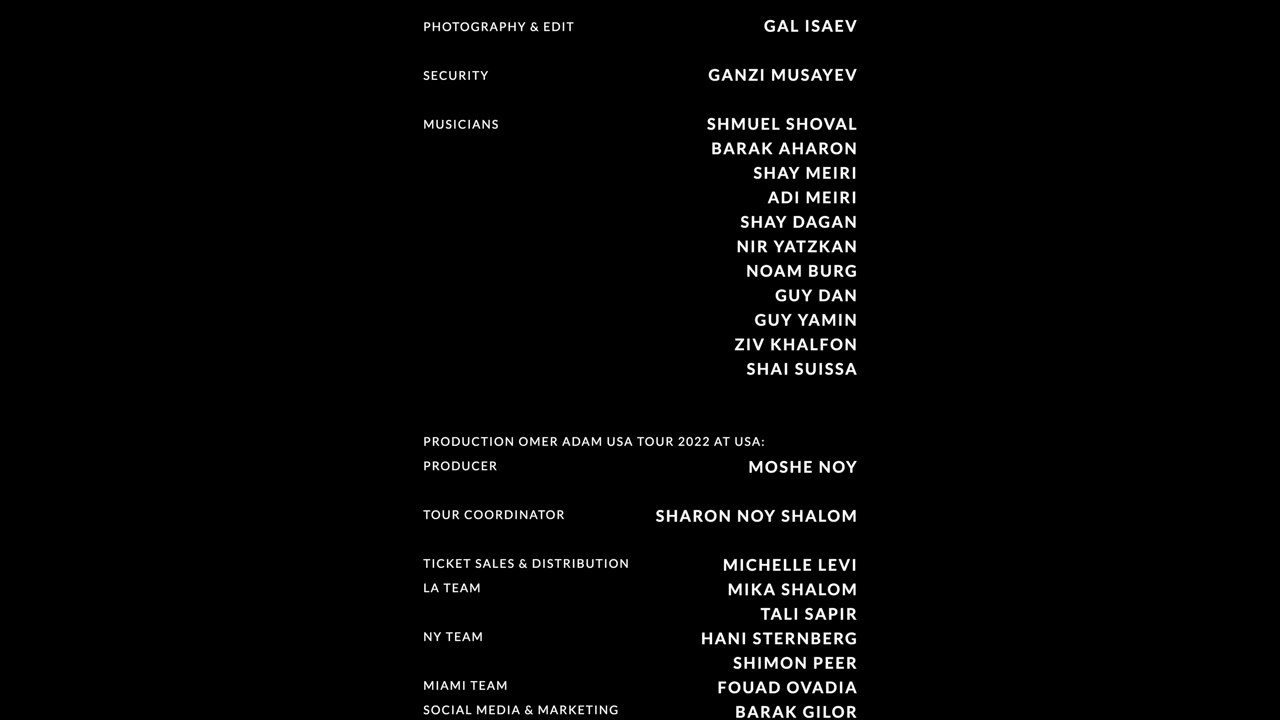 PHOTOGRAPHY & EDIT GAL ISAEV
SECURITY GANZI MUSAYEV
MUSICIANS SHMUEL SHOVAL
BARAK AHARON
SHAY MEIRI
ADI MEIRI
SHAY DAGAN
NIR YATZKAN
NOAM BURG
GUY DAN
GUY YAMIN
ZIV KHALFON
SHAI SUISSA
PRODUCTION OMER ADAM USA TOUR 2022 AT USA:
PRODUCER MOSHE NOY
TOUR COORDINATOR SHARON NOY SHALOM
TICKET SALES & DISTRIBUTION MICHELLE LEVI
LA TEAM MIKA SHALOM
TALI SAPIR
NY TEAM HANI STERNBERG
SHIMON PEER
MIAMI TEAM FOUAD OVADIA
SOCIAL MEDIA & MARKETING BARAK GILOR